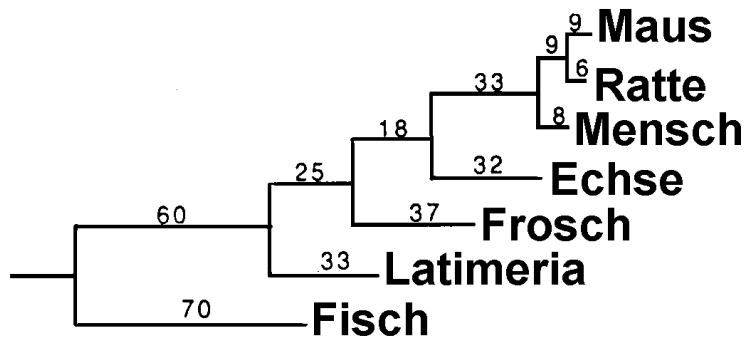 9 Maus
9
6 Ratte
33
8 Mensch
18
32 Echse
25
37 Frosch
60
33 Latimeria
70 Fisch